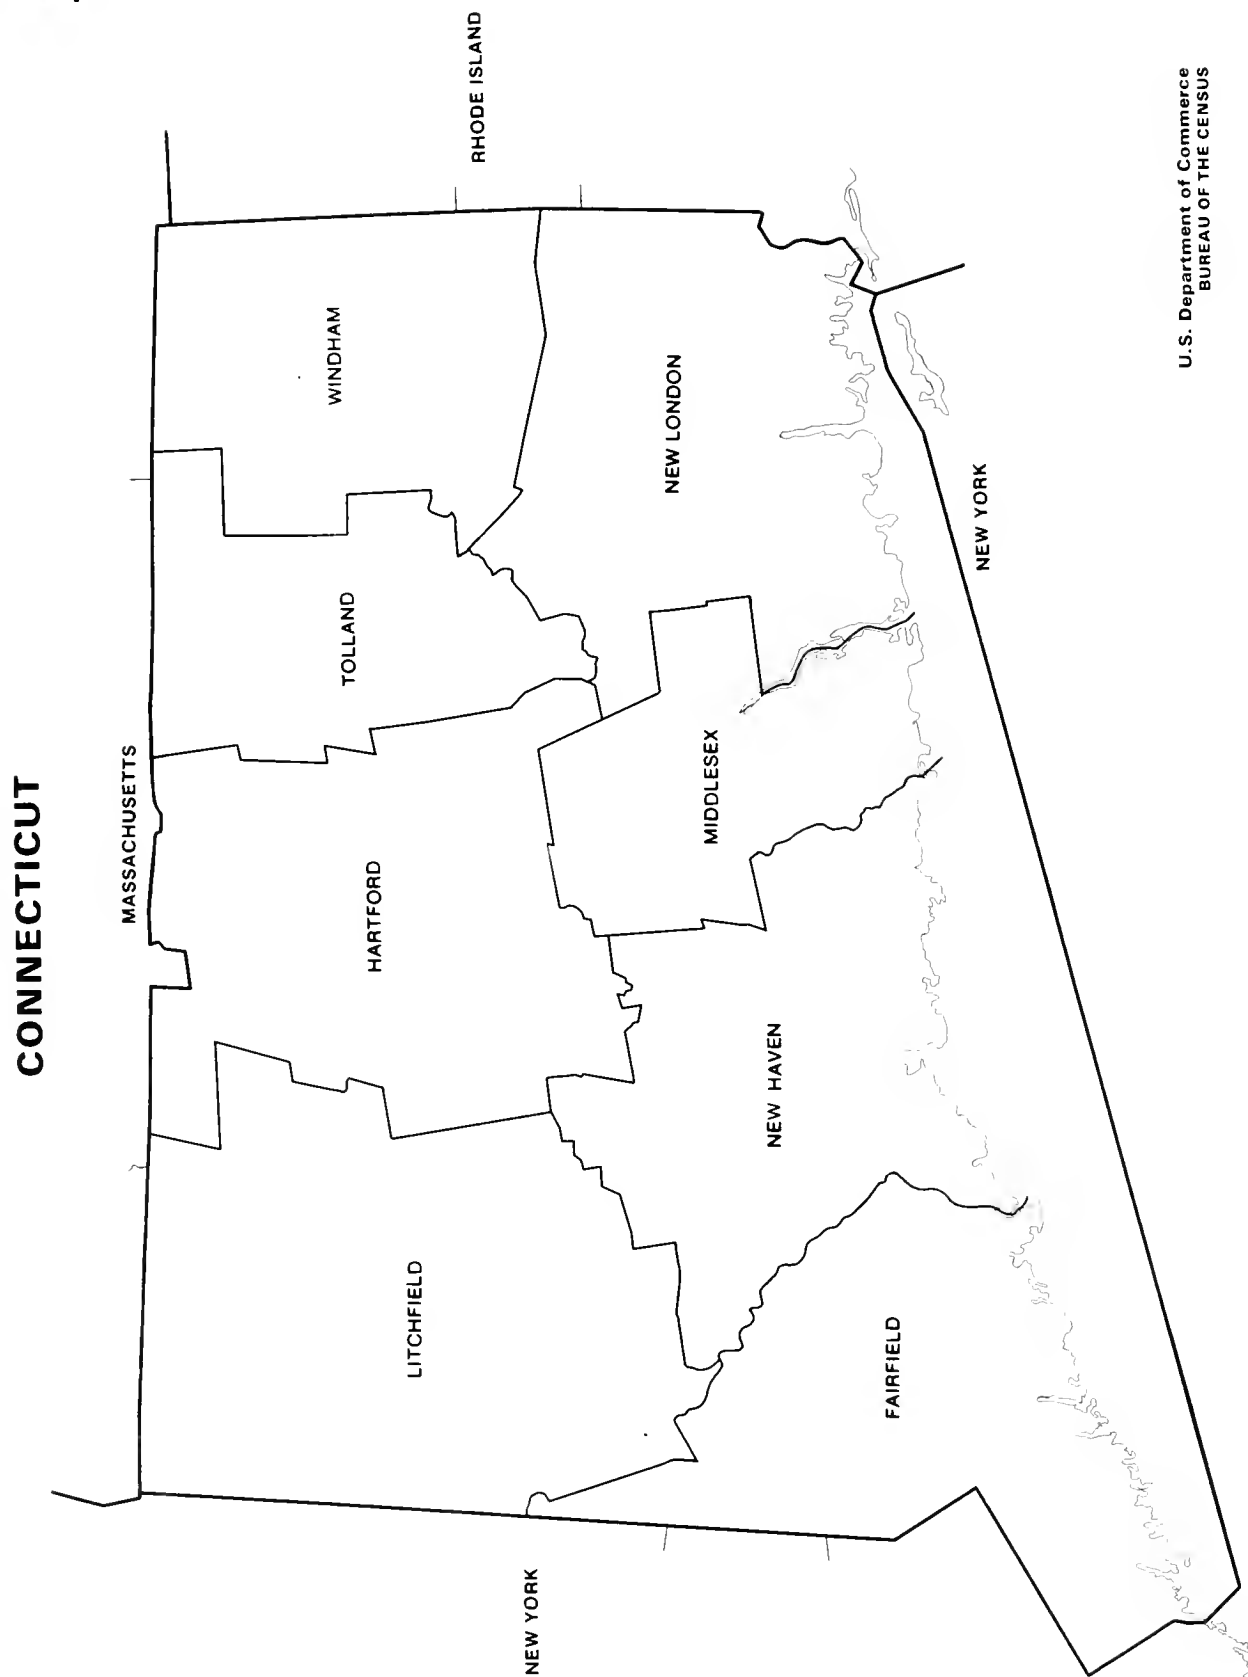 CONNECTICUT
MASSACHUSETTS
RHODE ISLAND
LITCHFIELD
HARTFORD
TOLLAND
WINDHAM
NEW YORK
FAIRFIELD
NEW HAVEN
MIDDLESEX
NEW LONDON
NEW YORK
U.S. Department of Commerce
BUREAU OF THE CENSUS